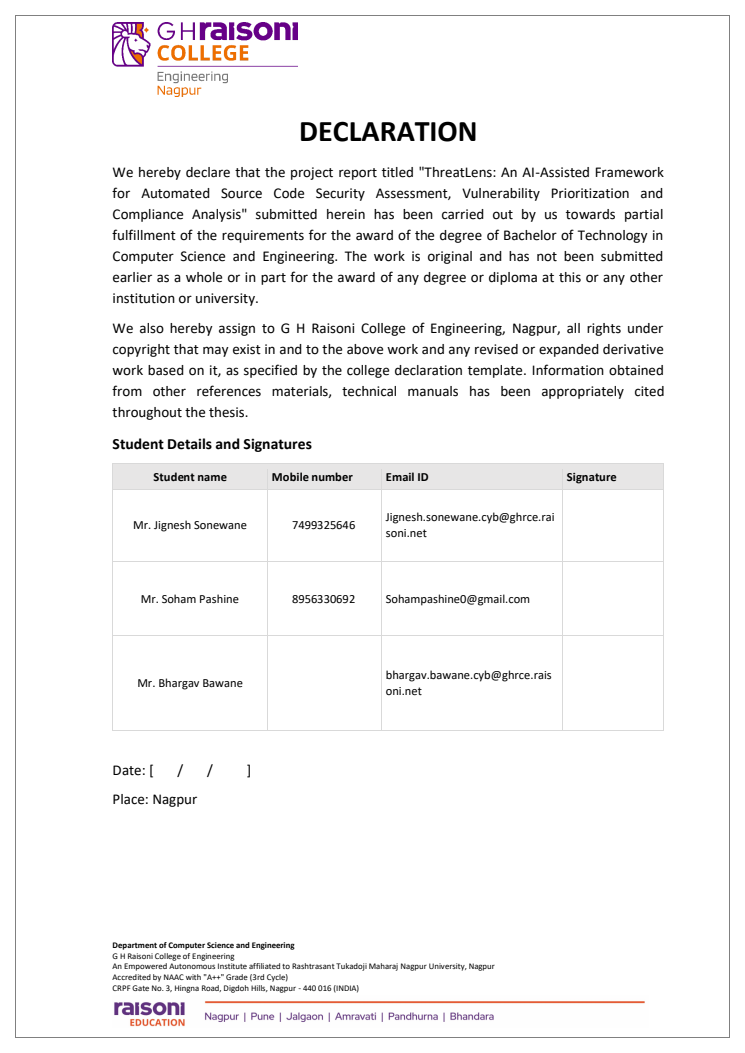 GHraisoni
COLLEGE
Engineering
Nagpur
DECLARATION
We hereby declare that the project report titled "ThreatLens: An AI-Assisted Framework
for Automated Source Code Security Assessment, Vulnerability Prioritization and
Compliance Analysis" submitted herein has been carried out by us towards partial
fulfillment of the requirements for the award of the degree of Bachelor of Technology in
Computer Science and Engineering. The work is original and has not been submitted
earlier as a whole or in part for the award of any degree or diploma at this or any other
institution or university.
We also hereby assign to G H Raisoni College of Engineering, Nagpur, all rights under
copyright that may exist in and to the above work and any revised or expanded derivative
work based on it, as specified by the college declaration template. Information obtained
from other references materials, technical manuals has been appropriately cited
throughout the thesis.
Student Details and Signatures
Student name Mobile number Email ID Signature
Mr. Jignesh Sonewane 7499325646 Jignesh.sonewane.cyb@ghrce.rai
soni.net
Mr. Soham Pashine 8956330692 Sohampashine0@gmail.com
Mr. Bhargav Bawane bhargav.bawane.cyb@ghrce.rais
oni.net
Date: [ / / ]
Place: Nagpur
Department of Computer Science and Engineering
G H Raisoni College of Engineering
An Empowered Autonomous Institute affiliated to Rashtrasant Tukadoji Maharaj Nagpur University, Nagpur
Accredited by NAAC with "A++" Grade (3rd Cycle)
CRPF Gate No. 3, Hingna Road, Digdoh Hills, Nagpur - 440 016 (INDIA)
raisoni
EDUCATION
Nagpur | Pune | Jalgaon | Amravati | Pandhurna | Bhandara